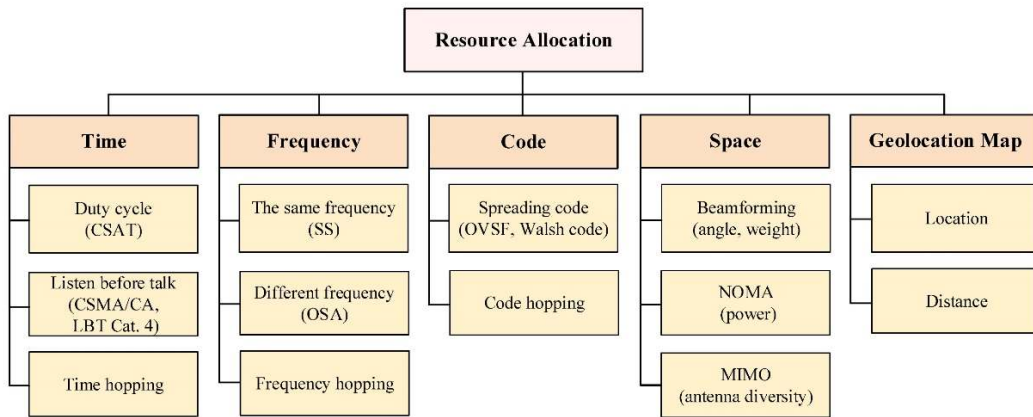 Resource Allocation
Time
Frequency
Code
Space
Geolocation Map
Duty cycle
(CSAT)
Listen before talk
(CSMA/CA,
LBT Cat. 4)
Time hopping
The same frequency
(SS)
Different frequency
(OSA)
Frequency hopping
Spreading code
(OVSF, Walsh code)
Code hopping
Beamforming
(angle, weight)
NOMA
(power)
MIMO
(antenna diversity)
Location
Distance